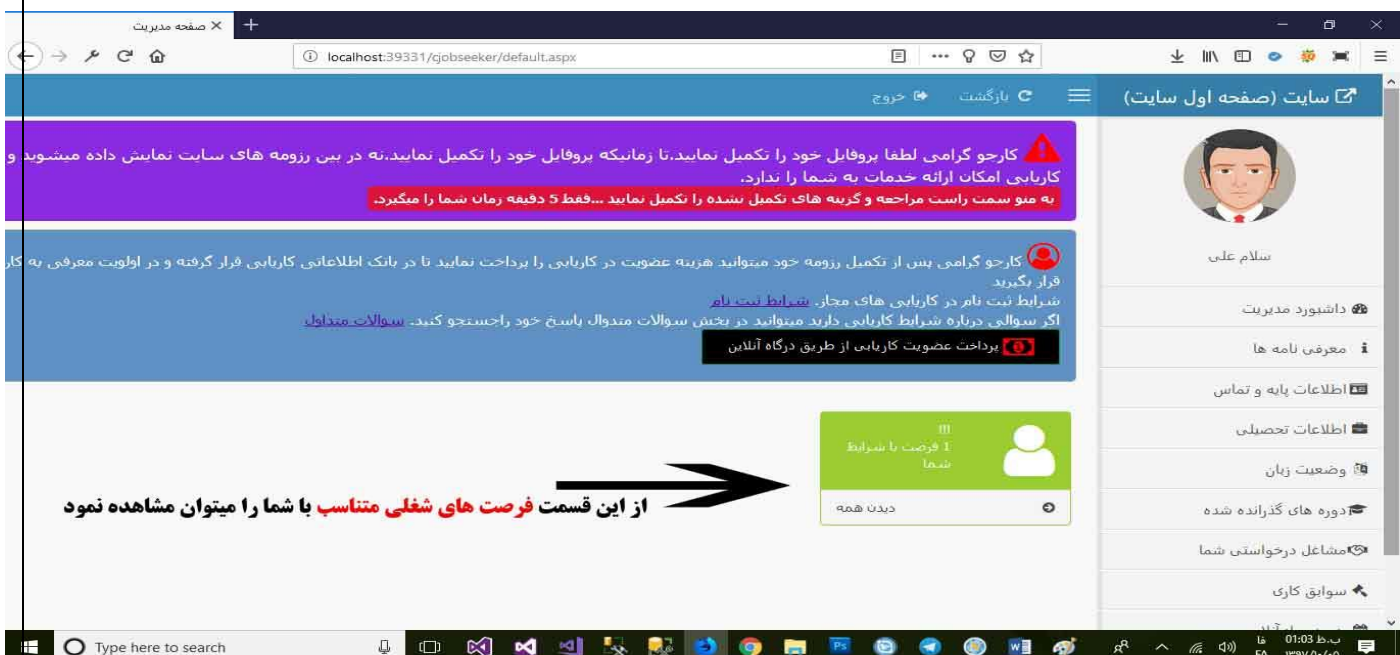 صفحه مدیریت
localhost:39331/cjobseeker/default.aspx
سایت (صفحه اول سایت)
بازگشت
خروج
کارجو گرامی لطفا پروفایل خود را تکمیل نمایید.تا زمانیکه پروفایل خود را تکمیل نمایید.نه در بین رزومه های سایت نمایش داده میشوید و
کاریابی امکان ارائه خدمات به شما را ندارد.
به منو سمت راست مراجعه و گزینه های تکمیل نشده را تکمیل نمایید ...فقط 5 دقیقه زمان شما را میگیرد.
کارجو گرامی پس از تکمیل رزومه خود میتوانید هزینه عضویت در کاریابی را پرداخت نمایید تا در بانک اطلاعاتی کاریابی قرار گرفته و در اولویت معرفی به
قرار بگیرید.
شرایط ثبت نام در کاریابی های مجاز. شرایط ثبت نام
اگر سوالی درباره شرایط کاریابی دارید میتوانید در بخش سوالات متدوال پاسخ خود راجستجو کنید. سوالات متداول
پرداخت عضویت کاریابی از طریق درگاه آنلاین
!!!
1 فرصت با شرایط
شما
دیدن همه
از این قسمت فرصت های شغلی متناسب با شما را میتوان مشاهده نمود
سلام علی
داشبورد مدیریت
معرفی نامه ها
اطلاعات پایه و تماس
اطلاعات تحصیلی
وضعیت زبان
دوره های گذرانده شده
مشاغل درخواستی شما
سوابق کاری
Type here to search
فا
FA
01:03 ب.ظ